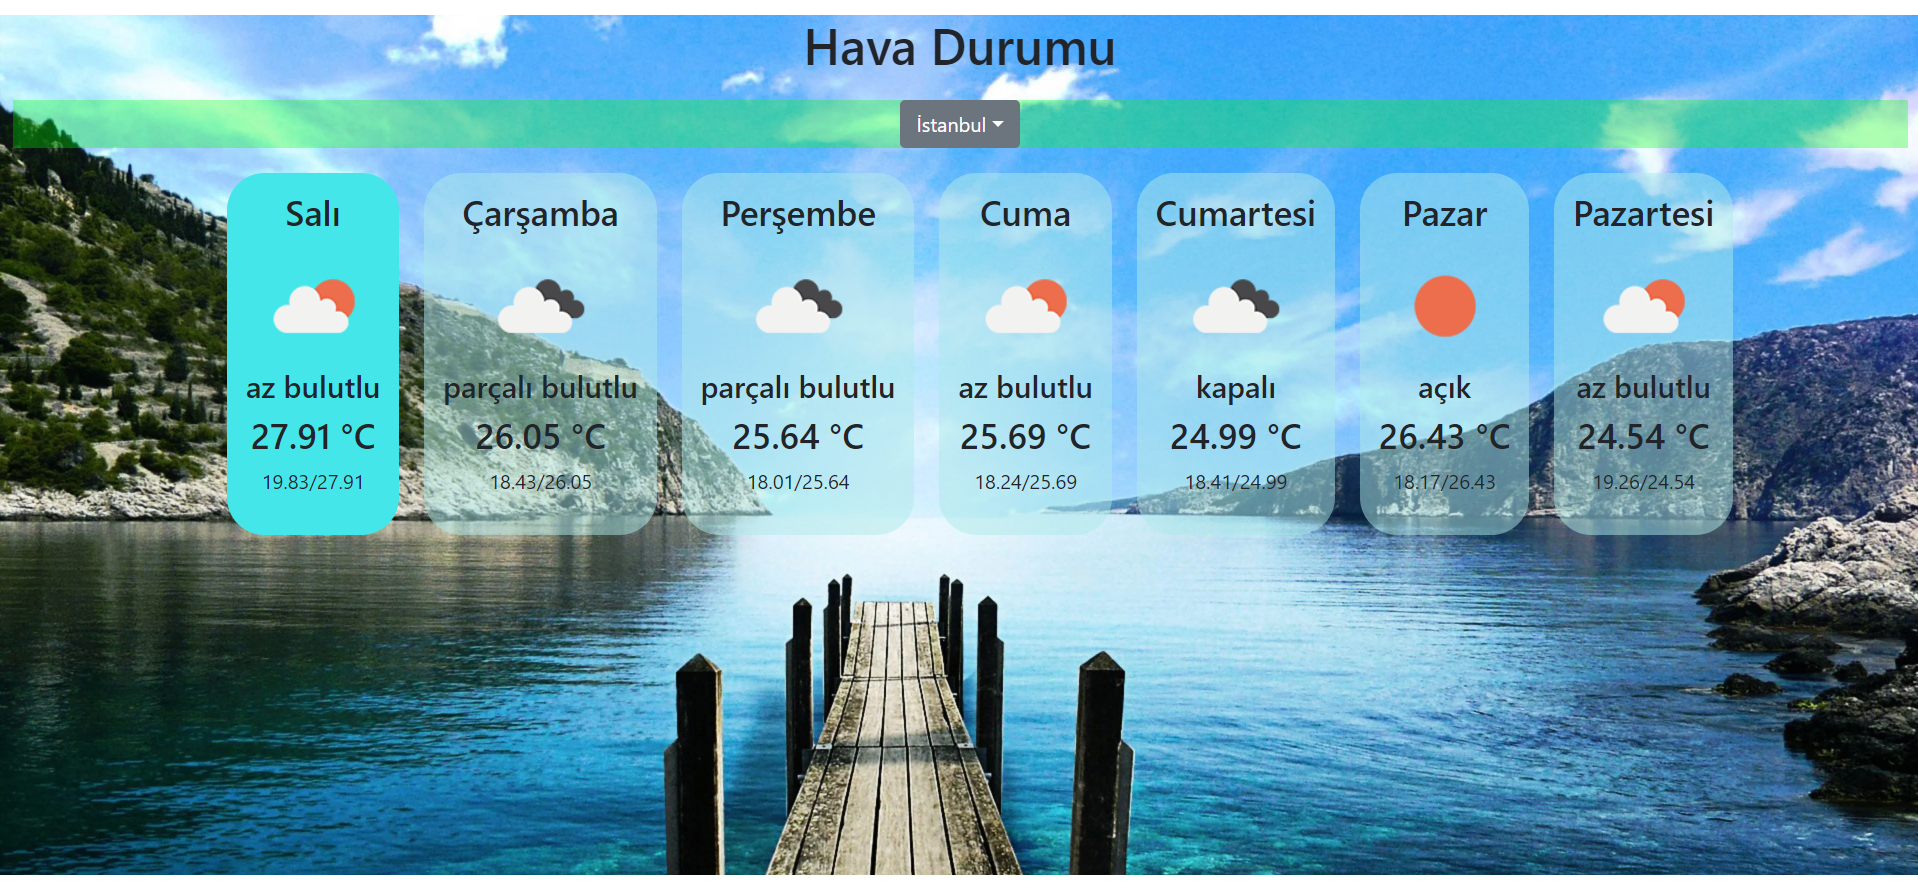 Hava Durumu
İstanbul
Salı
az bulutlu
27.91 °C
19.83/27.91
Çarşamba
parçalı bulutlu
26.05 °C
18.43/26.05
Perşembe
parçalı bulutlu
25.64 °C
18.01/25.64
Cuma
az bulutlu
25.69 °C
18.24/25.69
Cumartesi
kapalı
24.99 °C
18.41/24.99
Pazar
açık
26.43 °C
18.17/26.43
Pazartesi
az bulutlu
24.54 °C
19.26/24.54